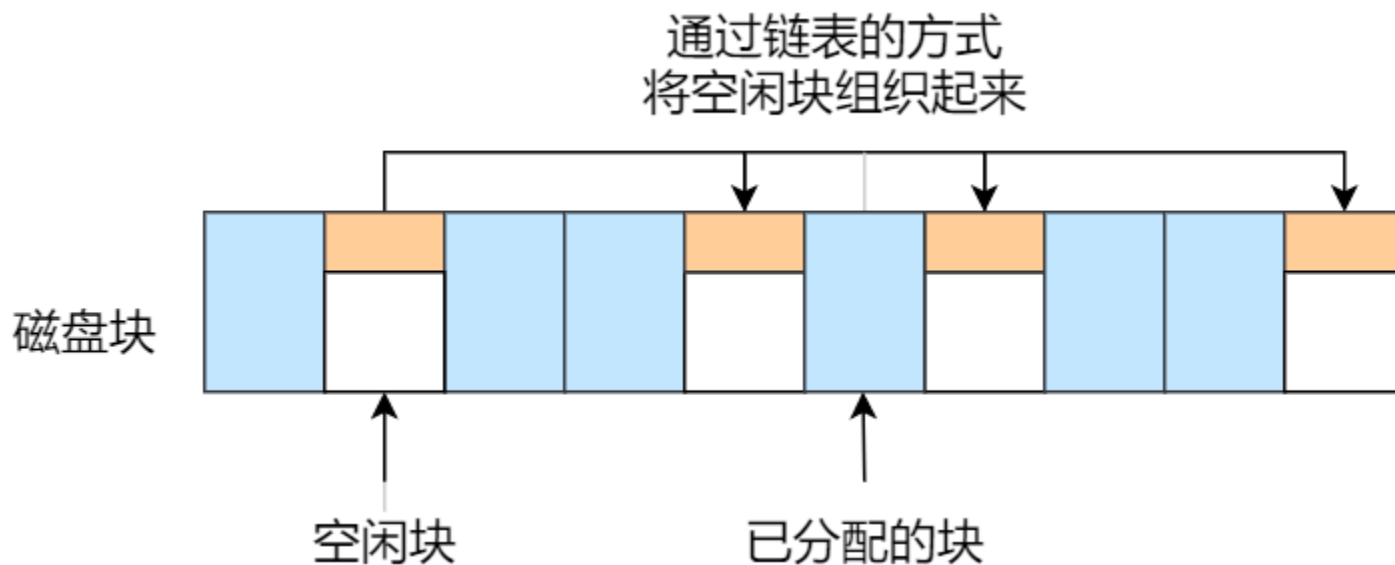 通过链表的方式
将空闲块组织起来
磁盘块
空闲块
已分配的块